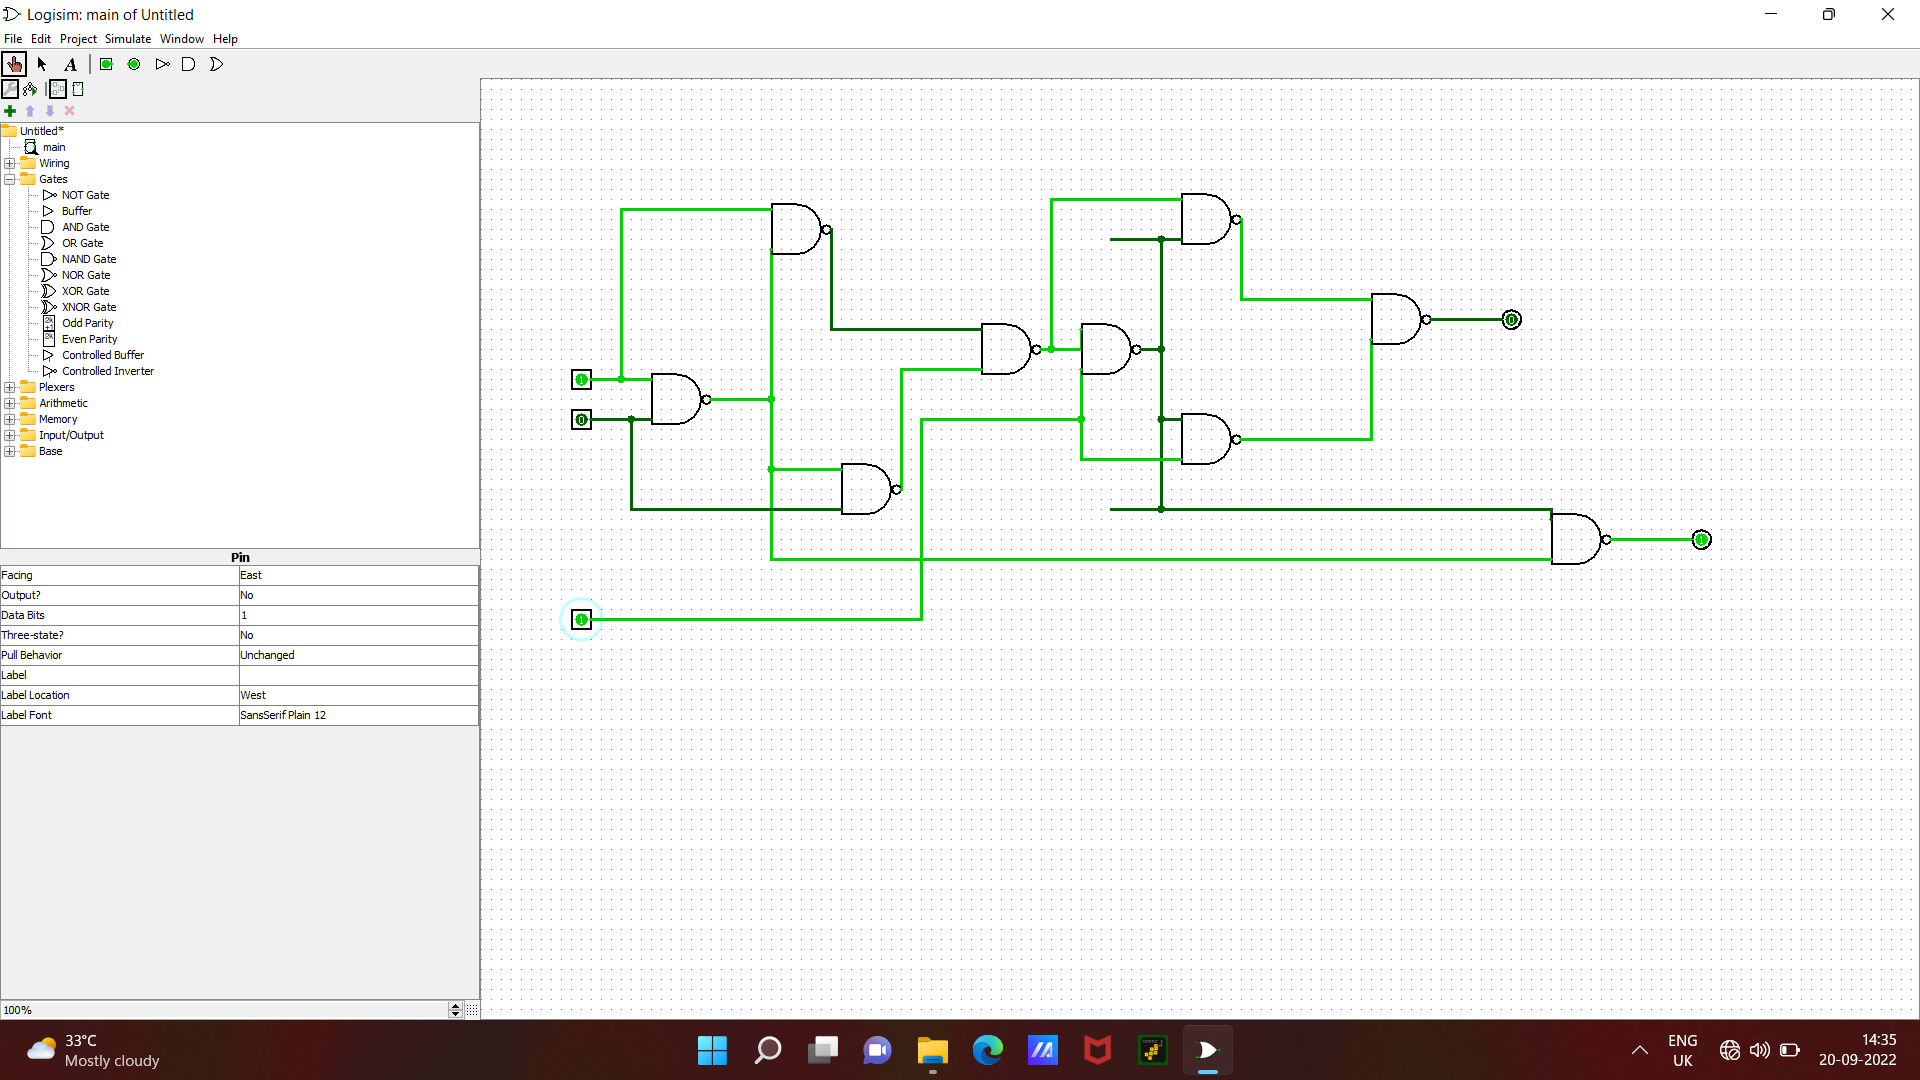 Logisim: main of Untitled
File Edit Project Simulate Window Help
A
Untitled*
main
Wiring
Gates
NOT Gate
Buffer
AND Gate
OR Gate
NAND Gate
NOR Gate
XOR Gate
XNOR Gate
Odd Parity
Even Parity
Controlled Buffer
Controlled Inverter
Plexers
Arithmetic
Memory
Input/Output
Base
Pin
Facing East
Output? No
Data Bits 1
Three-state? No
Pull Behavior Unchanged
Label
Label Location West
Label Font SansSerif Plain 12
100%
0
1
0
1
1
33°C
Mostly cloudy
ENG
UK
14:35
20-09-2022